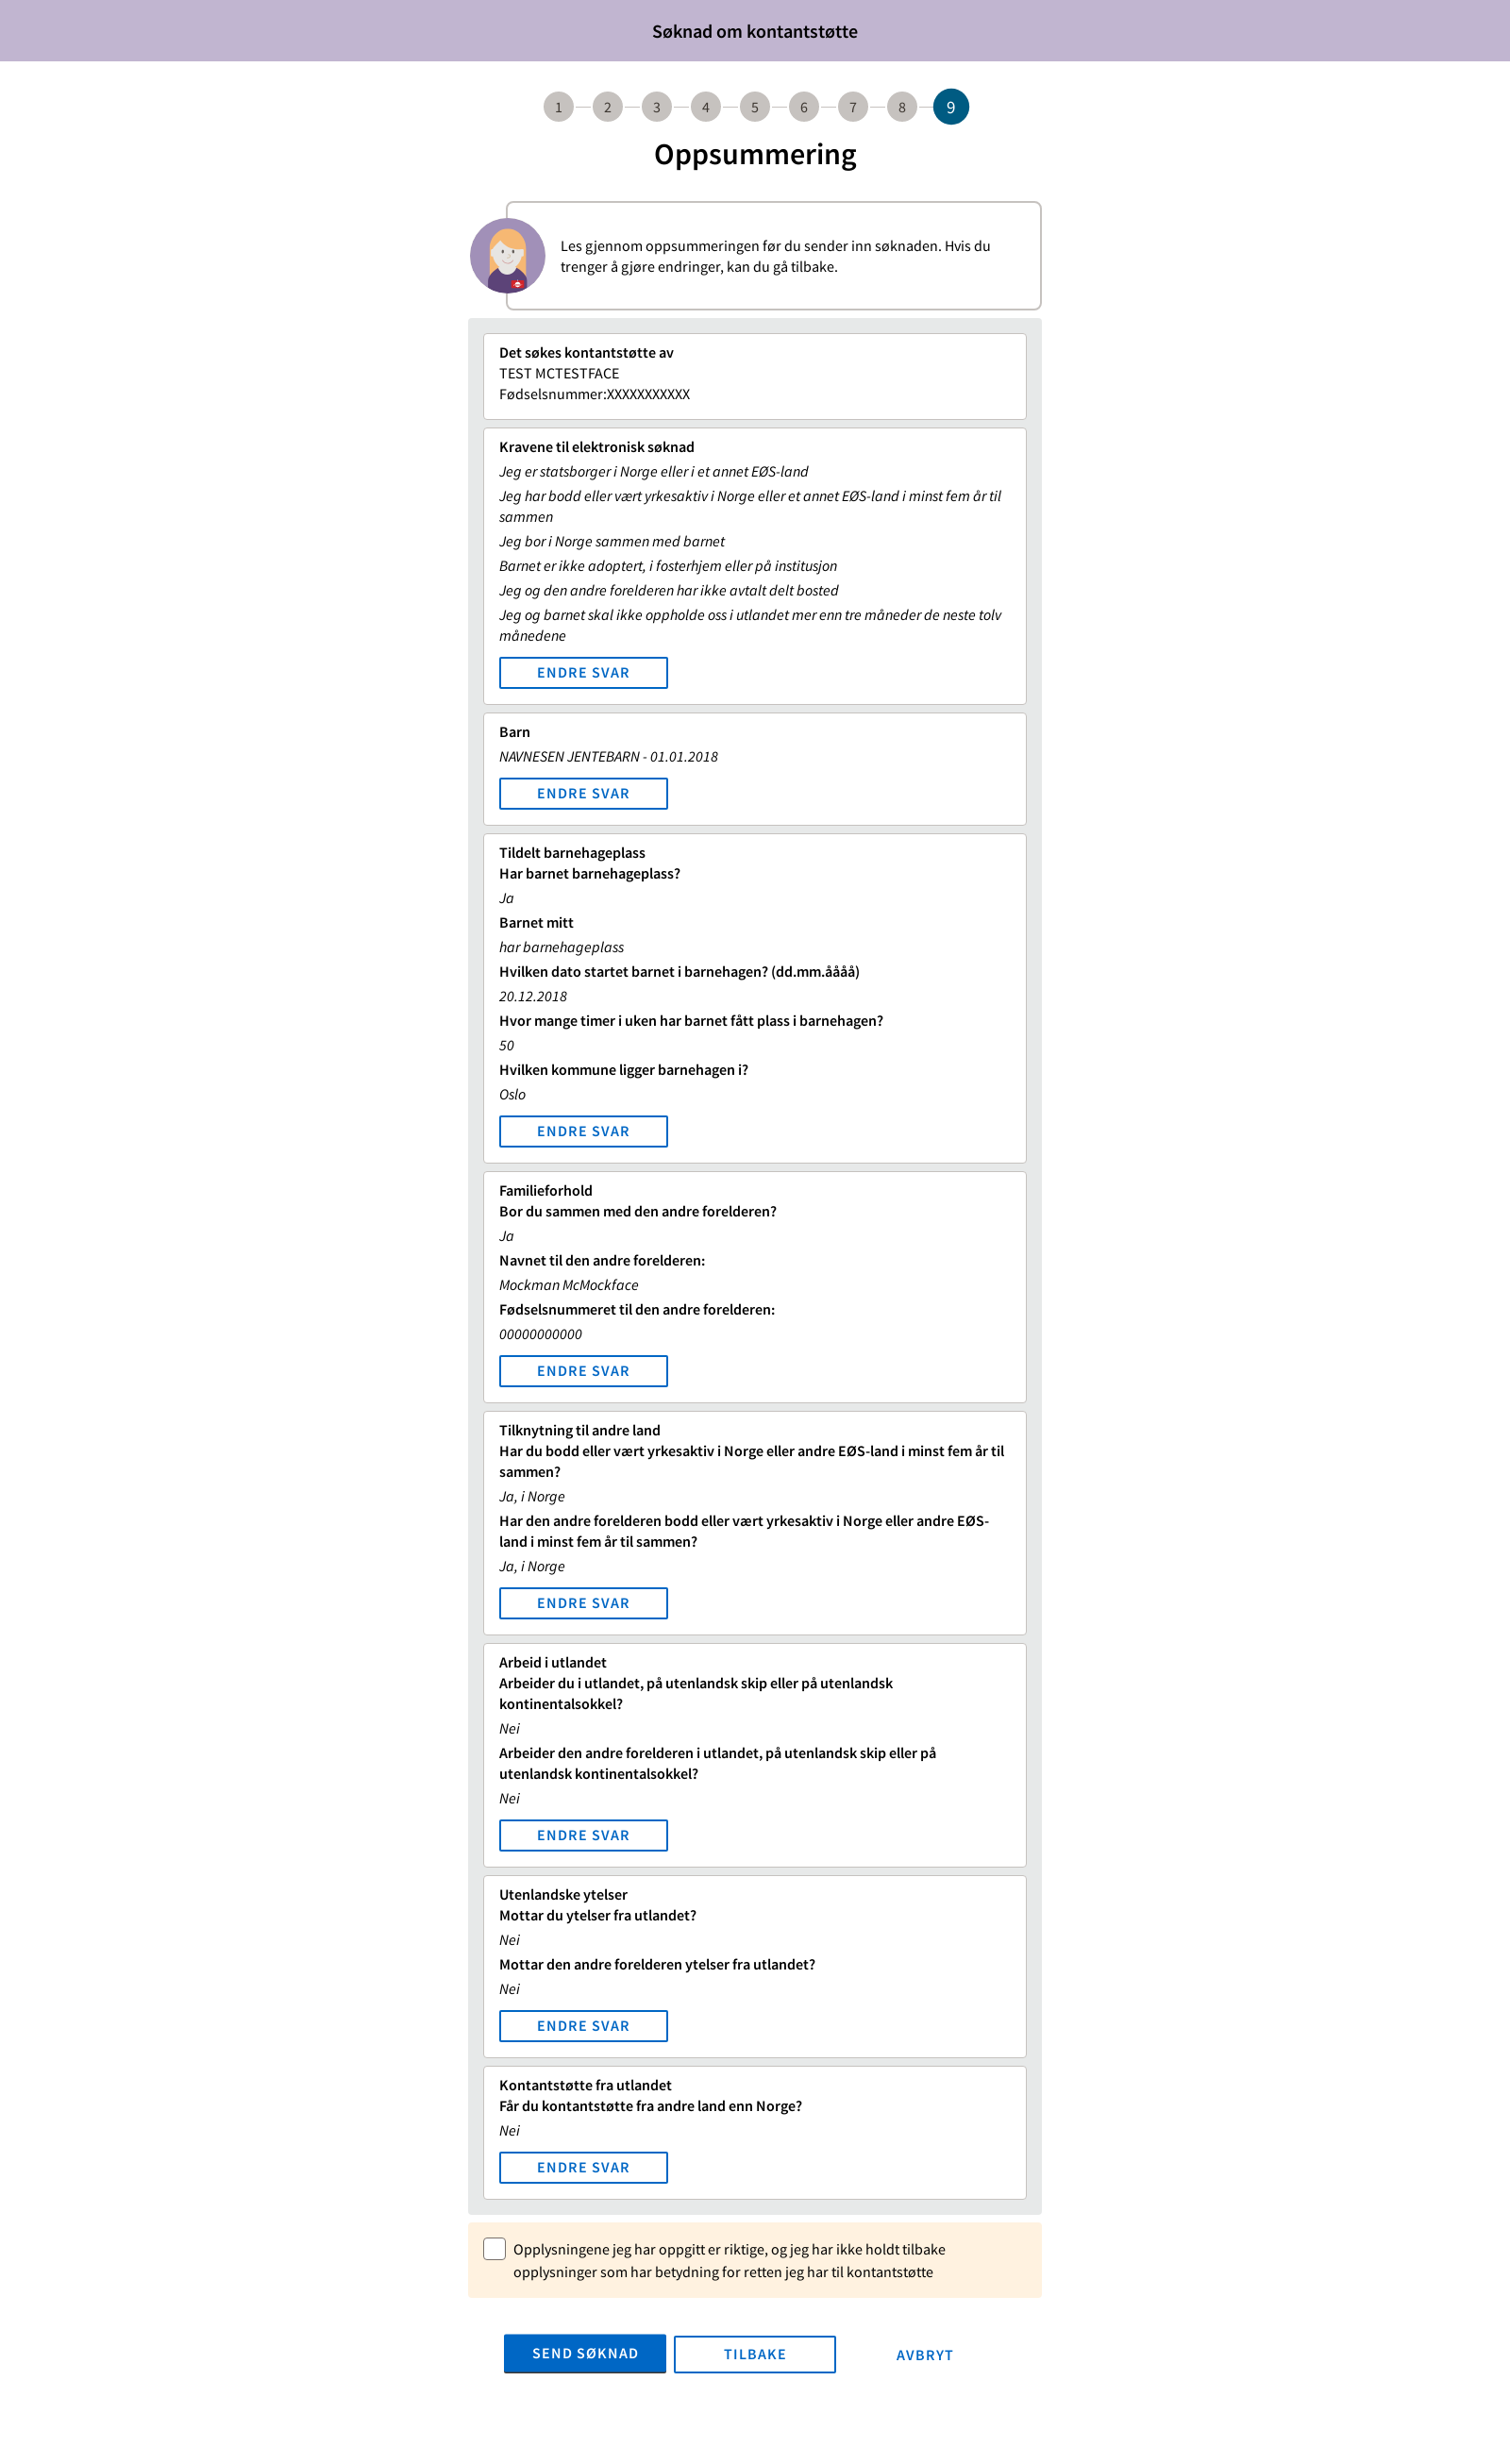 Søknad om kontantstøtte
1 2 3 4 5 6 7 8 9
Oppsummering
Les gjennom oppsummeringen før du sender inn søknaden. Hvis du
trenger å gjøre endringer, kan du gå tilbake.
Det søkes kontantstøtte av
TEST MCTESTFACE
Fødselsnummer:XXXXXXXXXXX
Kravene til elektronisk søknad
Jeg er statsborger i Norge eller i et annet EØS-land
Jeg har bodd eller vært yrkesaktiv i Norge eller et annet EØS-land i minst fem år til
sammen
Jeg bor i Norge sammen med barnet
Barnet er ikke adoptert, i fosterhjem eller på institusjon
Jeg og den andre forelderen har ikke avtalt delt bosted
Jeg og barnet skal ikke oppholde oss i utlandet mer enn tre måneder de neste tolv
månedene
ENDRE SVAR
Barn
NAVNESEN JENTEBARN - 01.01.2018
ENDRE SVAR
Tildelt barnehageplass
Har barnet barnehageplass?
Ja
Barnet mitt
har barnehageplass
Hvilken dato startet barnet i barnehagen? (dd.mm.åååå)
20.12.2018
Hvor mange timer i uken har barnet fått plass i barnehagen?
50
Hvilken kommune ligger barnehagen i?
Oslo
ENDRE SVAR
Familieforhold
Bor du sammen med den andre forelderen?
Ja
Navnet til den andre forelderen:
Mockman McMockface
Fødselsnummeret til den andre forelderen:
00000000000
ENDRE SVAR
Tilknytning til andre land
Har du bodd eller vært yrkesaktiv i Norge eller andre EØS-land i minst fem år til
sammen?
Ja, i Norge
Har den andre forelderen bodd eller vært yrkesaktiv i Norge eller andre EØS-
land i minst fem år til sammen?
Ja, i Norge
ENDRE SVAR
Arbeid i utlandet
Arbeider du i utlandet, på utenlandsk skip eller på utenlandsk
kontinentalsokkel?
Nei
Arbeider den andre forelderen i utlandet, på utenlandsk skip eller på
utenlandsk kontinentalsokkel?
Nei
ENDRE SVAR
Utenlandske ytelser
Mottar du ytelser fra utlandet?
Nei
Mottar den andre forelderen ytelser fra utlandet?
Nei
ENDRE SVAR
Kontantstøtte fra utlandet
Får du kontantstøtte fra andre land enn Norge?
Nei
ENDRE SVAR
Opplysningene jeg har oppgitt er riktige, og jeg har ikke holdt tilbake
opplysninger som har betydning for retten jeg har til kontantstøtte
SEND SØKNAD TILBAKE AVBRYT